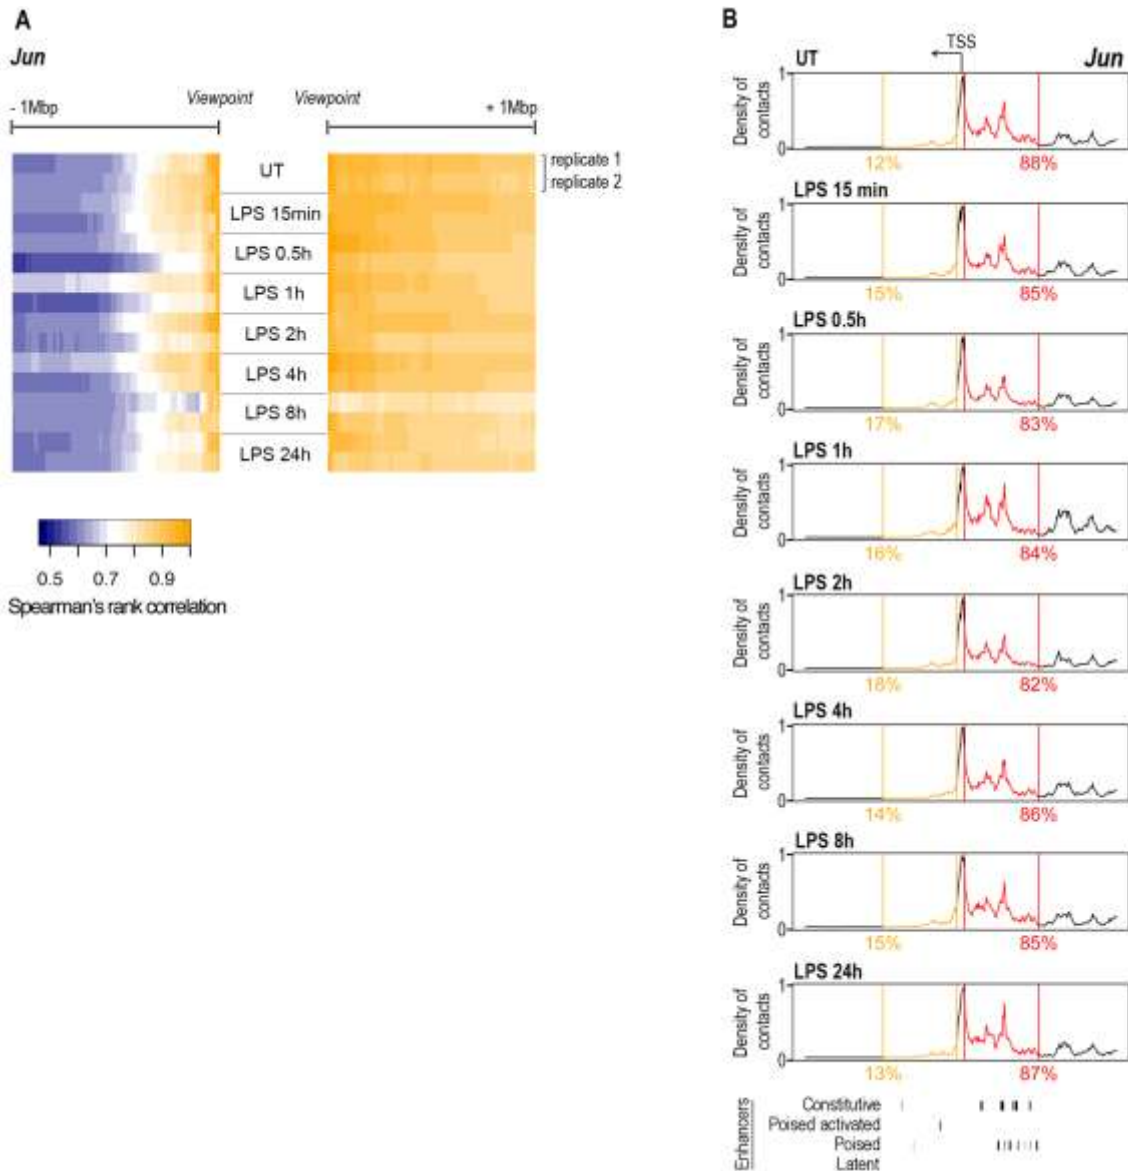 A
Jun
- 1Mbp
Viewpoint
Viewpoint
+ 1Mbp
UT
LPS 15min
LPS 0.5h
LPS 1h
LPS 2h
LPS 4h
LPS 8h
LPS 24h
replicate 1
replicate 2
0.5 0.7 0.9
Spearman's rank correlation
B
TSS
UT
Jun
Density of
contacts
1
0
12%
88%
LPS 15 min
Density of
contacts
1
0
15%
85%
LPS 0.5h
Density of
contacts
1
0
17%
83%
LPS 1h
Density of
contacts
1
0
16%
84%
LPS 2h
Density of
contacts
1
0
18%
82%
LPS 4h
Density of
contacts
1
0
14%
86%
LPS 8h
Density of
contacts
1
0
15%
85%
LPS 24h
Density of
contacts
1
0
13%
87%
Enhancers
Constitutive
Poised activated
Poised
Latent